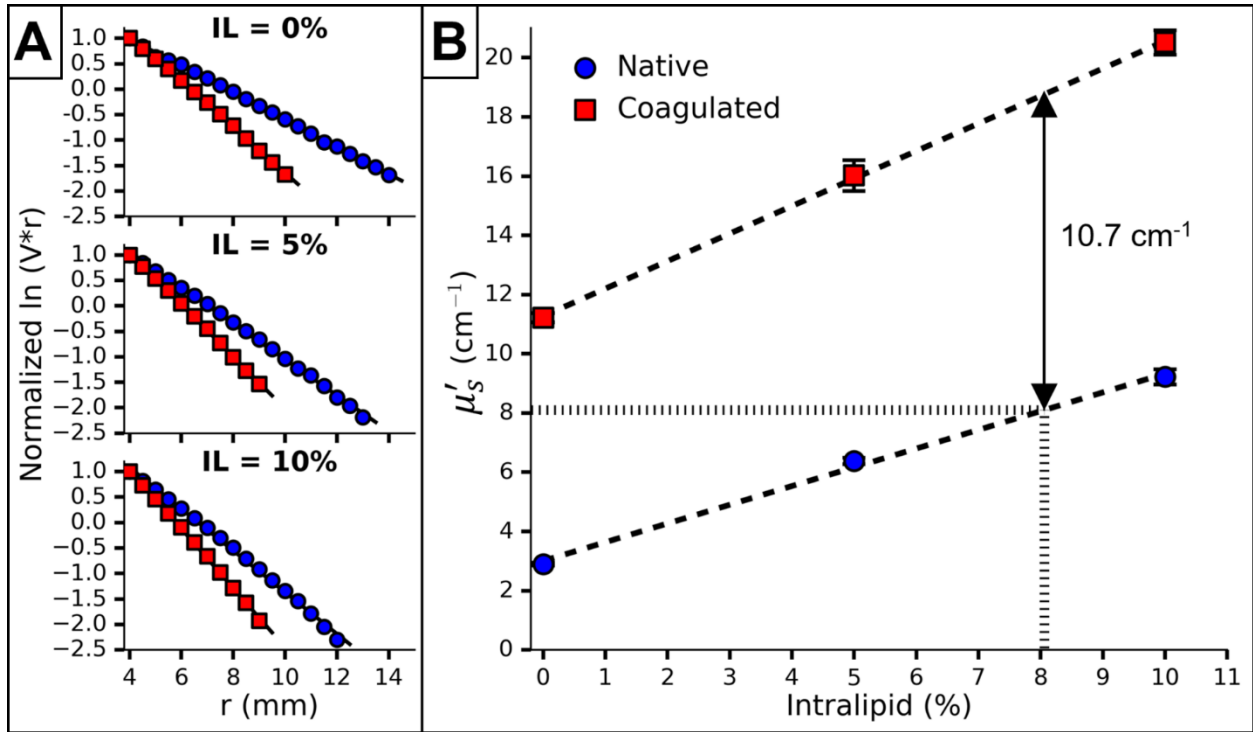 A
IL = 0%
1.0
0.5
0.0
-0.5
-1.0
-1.5
-2.0
-2.5
IL = 5%
1.0
0.5
0.0
−0.5
−1.0
−1.5
−2.0
−2.5
IL = 10%
1.0
0.5
0.0
−0.5
−1.0
−1.5
−2.0
−2.5
4 6 8 10 12 14
r (mm)
Normalized ln (V*r)
B
Native
Coagulated
10.7 cm⁻¹
20
18
16
14
12
10
8
6
4
2
0
μ′ₛ (cm⁻¹)
0 1 2 3 4 5 6 7 8 9 10 11
Intralipid (%)